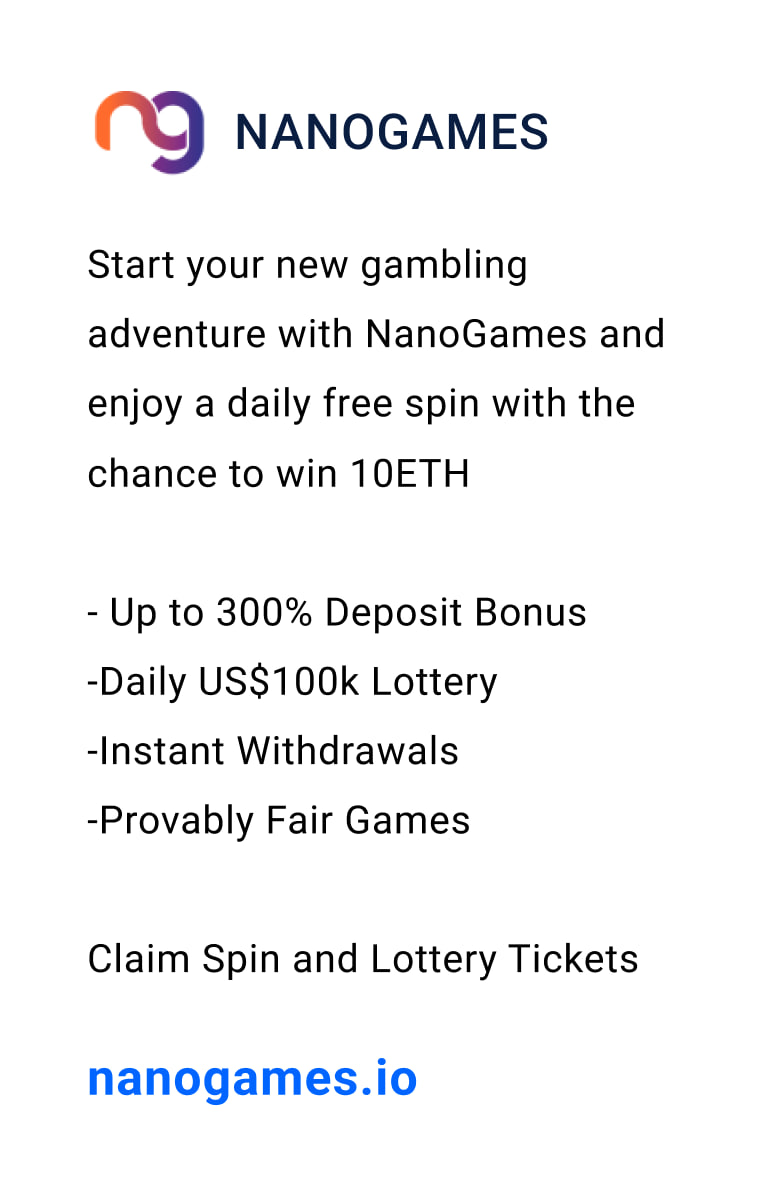 NANOGAMES
Start your new gambling
adventure with NanoGames and
enjoy a daily free spin with the
chance to win 10ETH
- Up to 300% Deposit Bonus
-Daily US$100k Lottery
-Instant Withdrawals
-Provably Fair Games
Claim Spin and Lottery Tickets
nanogames.io